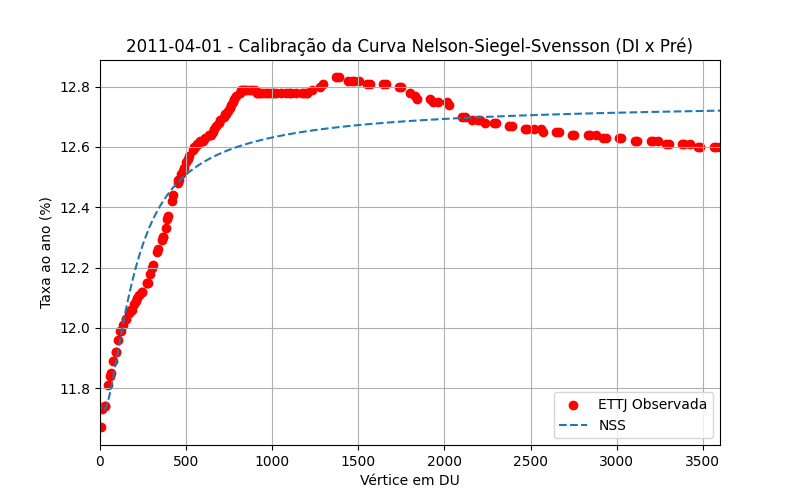 2011-04-01 - Calibração da Curva Nelson-Siegel-Svensson (DI x Pré)
Taxa ao ano (%)
12.8
12.6
12.4
12.2
12.0
11.8
ETTJ Observada
NSS
0 500 1000 1500 2000 2500 3000 3500
Vértice em DU